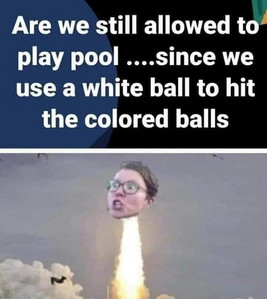 Are we still allowed to
play pool ....since we
use a white ball to hit
the colored balls